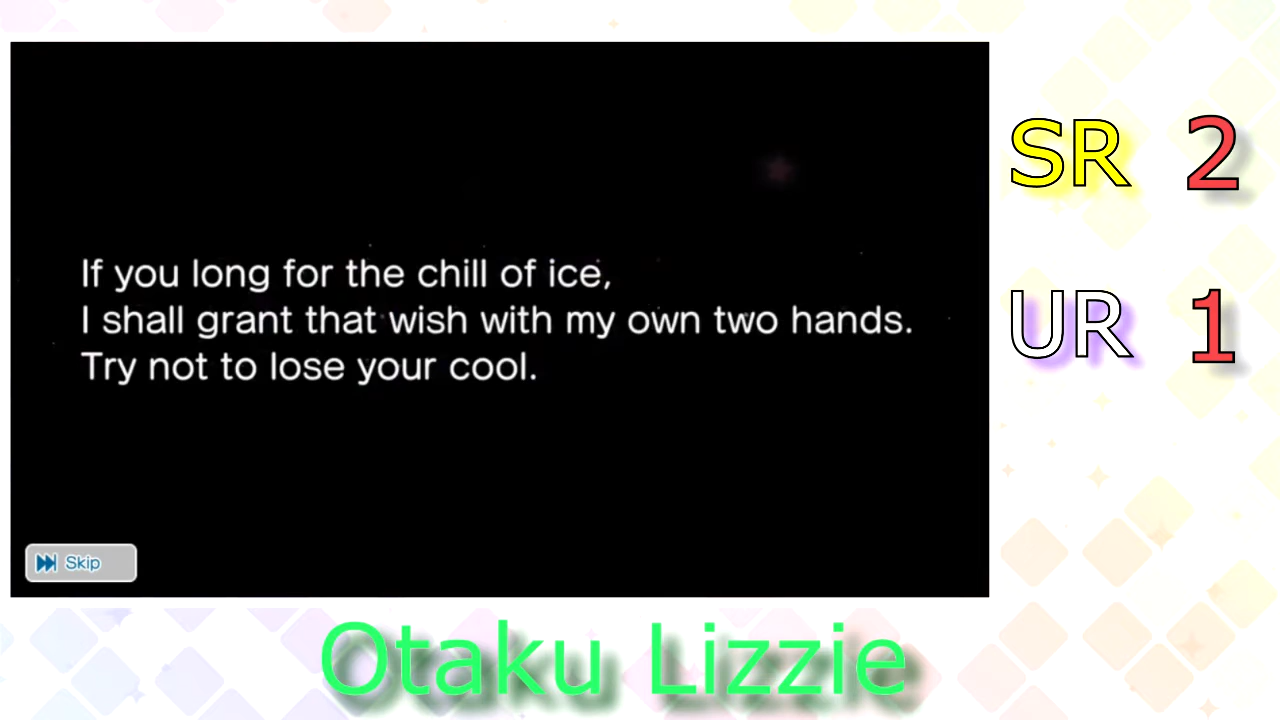 If you long for the chill of ice,
I shall grant that wish with my own two hands.
Try not to lose your cool.
Skip
SR 2
UR 1
Otaku Lizzie